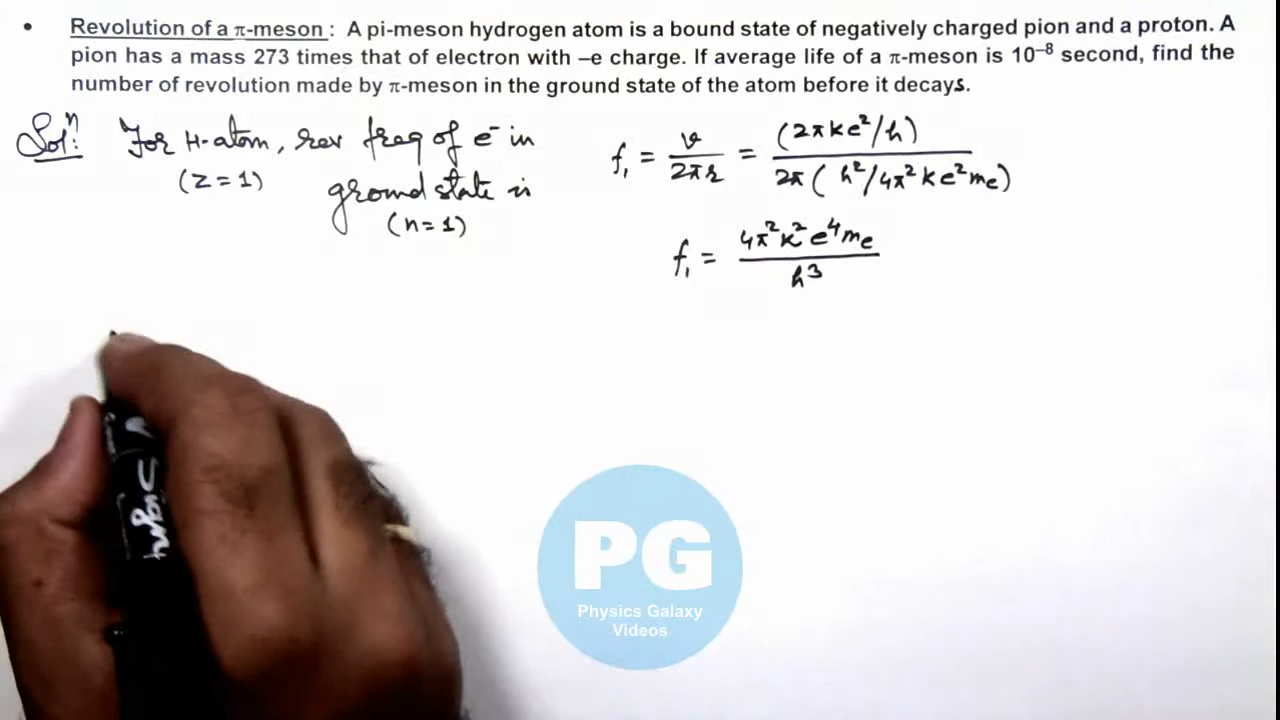 • Revolution of a π-meson : A pi-meson hydrogen atom is a bound state of negatively charged pion and a proton. A
pion has a mass 273 times that of electron with –e charge. If average life of a π-meson is 10⁻⁸ second, find the
number of revolution made by π-meson in the ground state of the atom before it decays.
Solⁿ: For H-atom, rev freq of e⁻ in
(z=1) ground state is
(n=1)
f₁ = v/2πr = (2πke²/h) / 2π(h²/4π²ke²mₑ)
f₁ = 4π²k²e⁴mₑ / h³
PG
Physics Galaxy
Videos